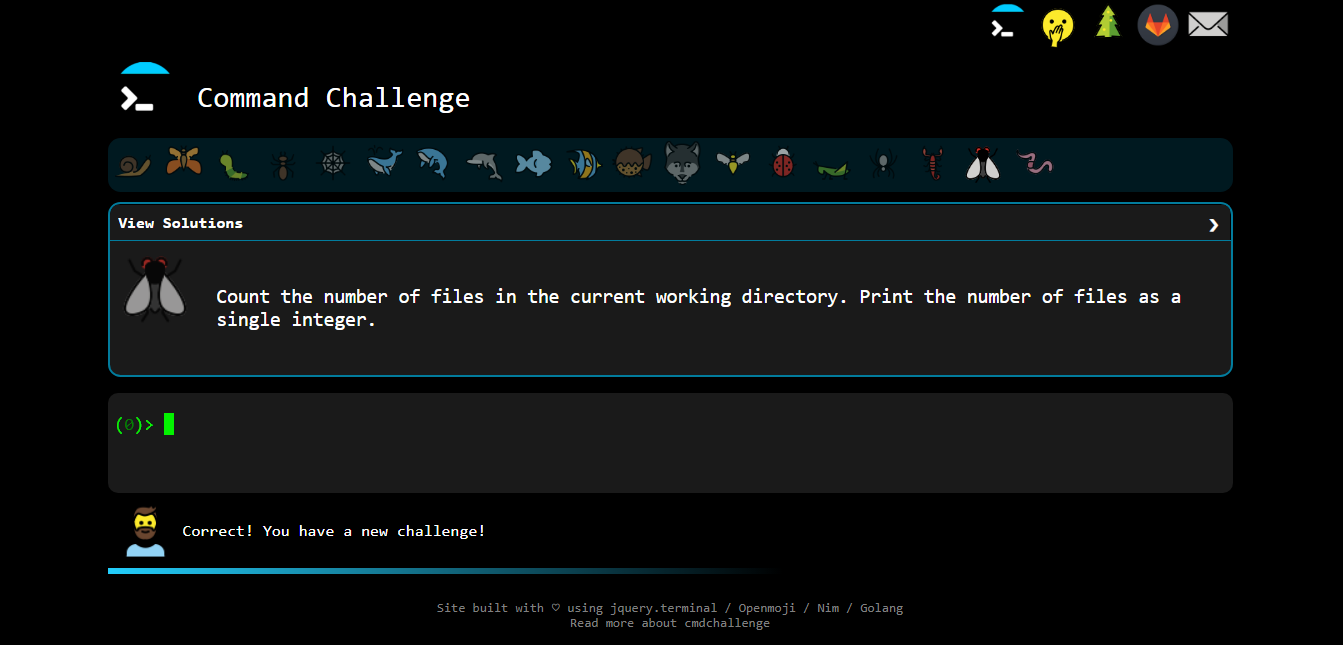 Command Challenge
View Solutions
Count the number of files in the current working directory. Print the number of files as a
single integer.
(0)>
Correct! You have a new challenge!
Site built with ♡ using jquery.terminal / Openmoji / Nim / Golang
Read more about cmdchallenge